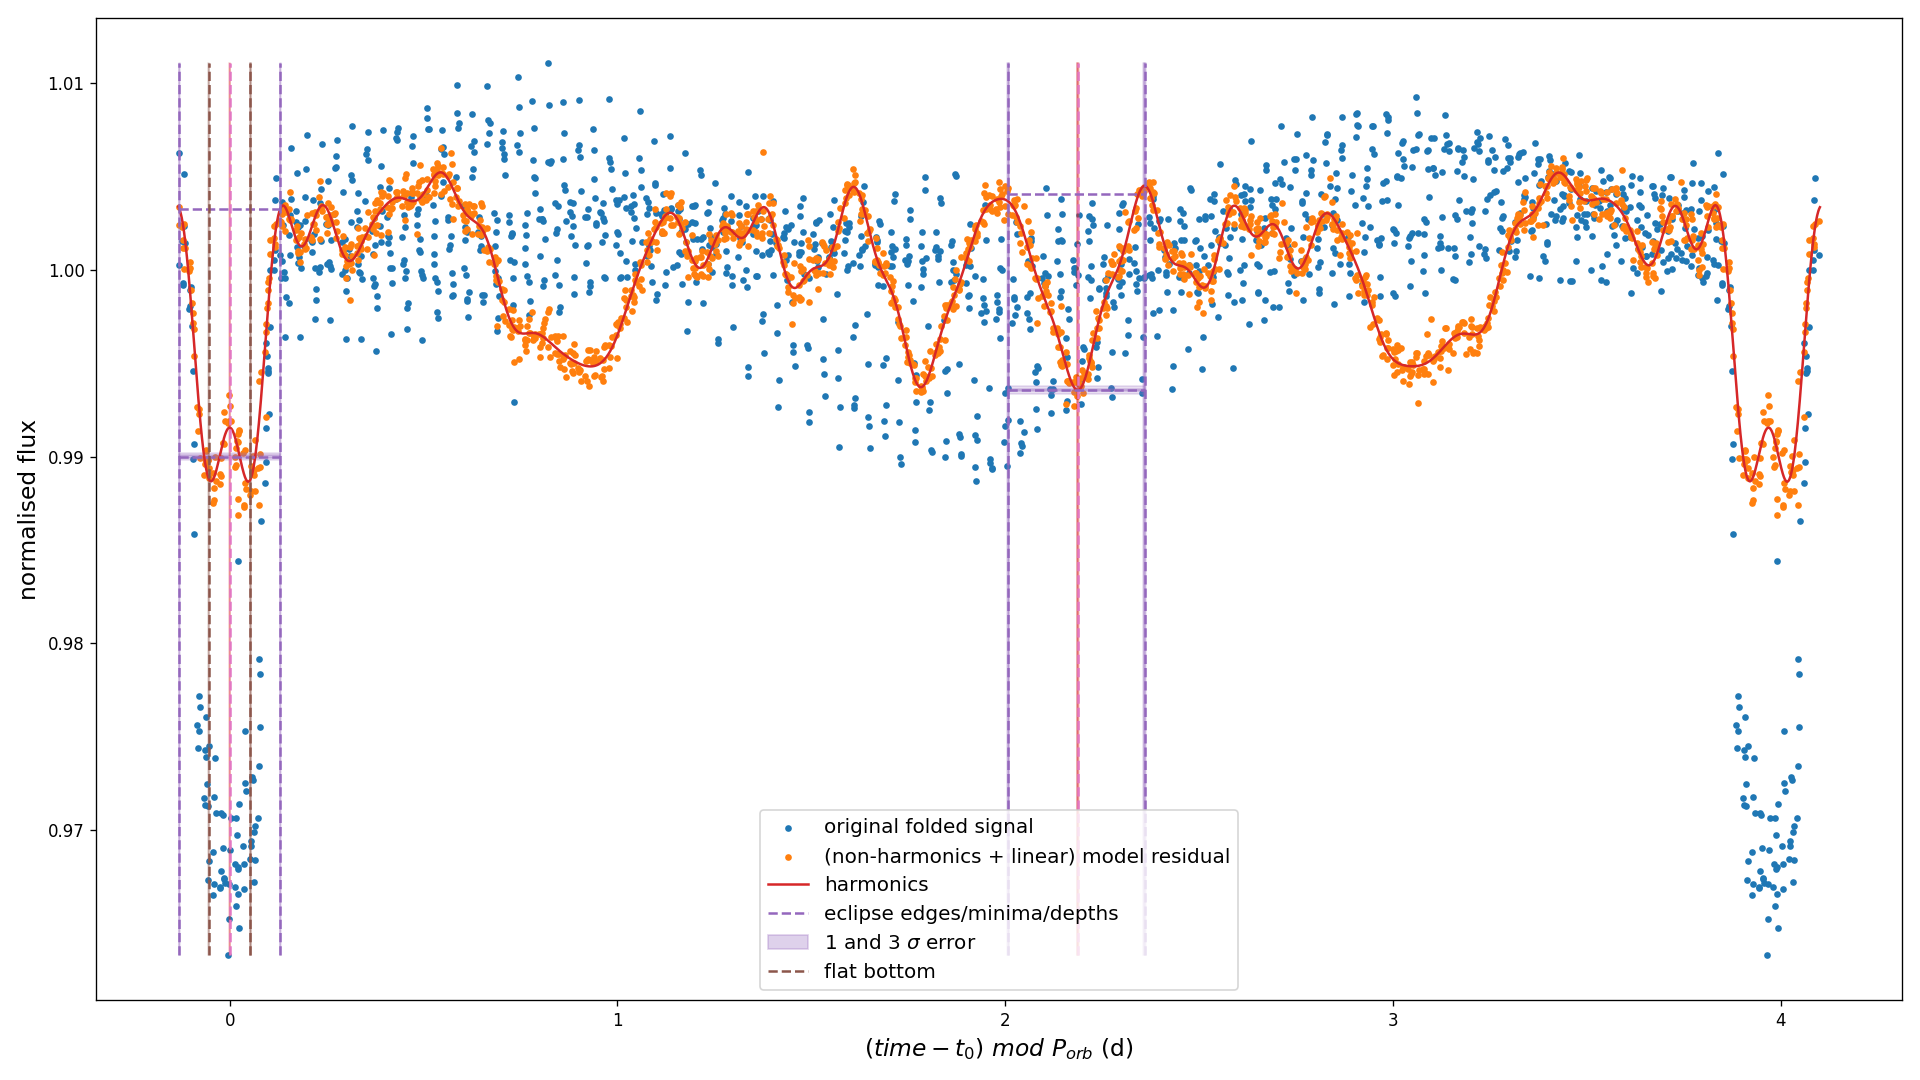 normalised flux
1.01
1.00
0.99
0.98
0.97
original folded signal
(non-harmonics + linear) model residual
harmonics
eclipse edges/minima/depths
1 and 3 σ error
flat bottom
0 1 2 3 4
(time − t₀) mod P_orb (d)